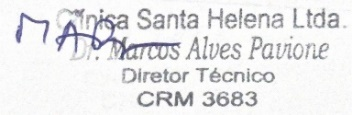 Clínica Santa Helena Ltda.
Dr. Marcos Alves Pavione
Diretor Técnico
CRM 3683